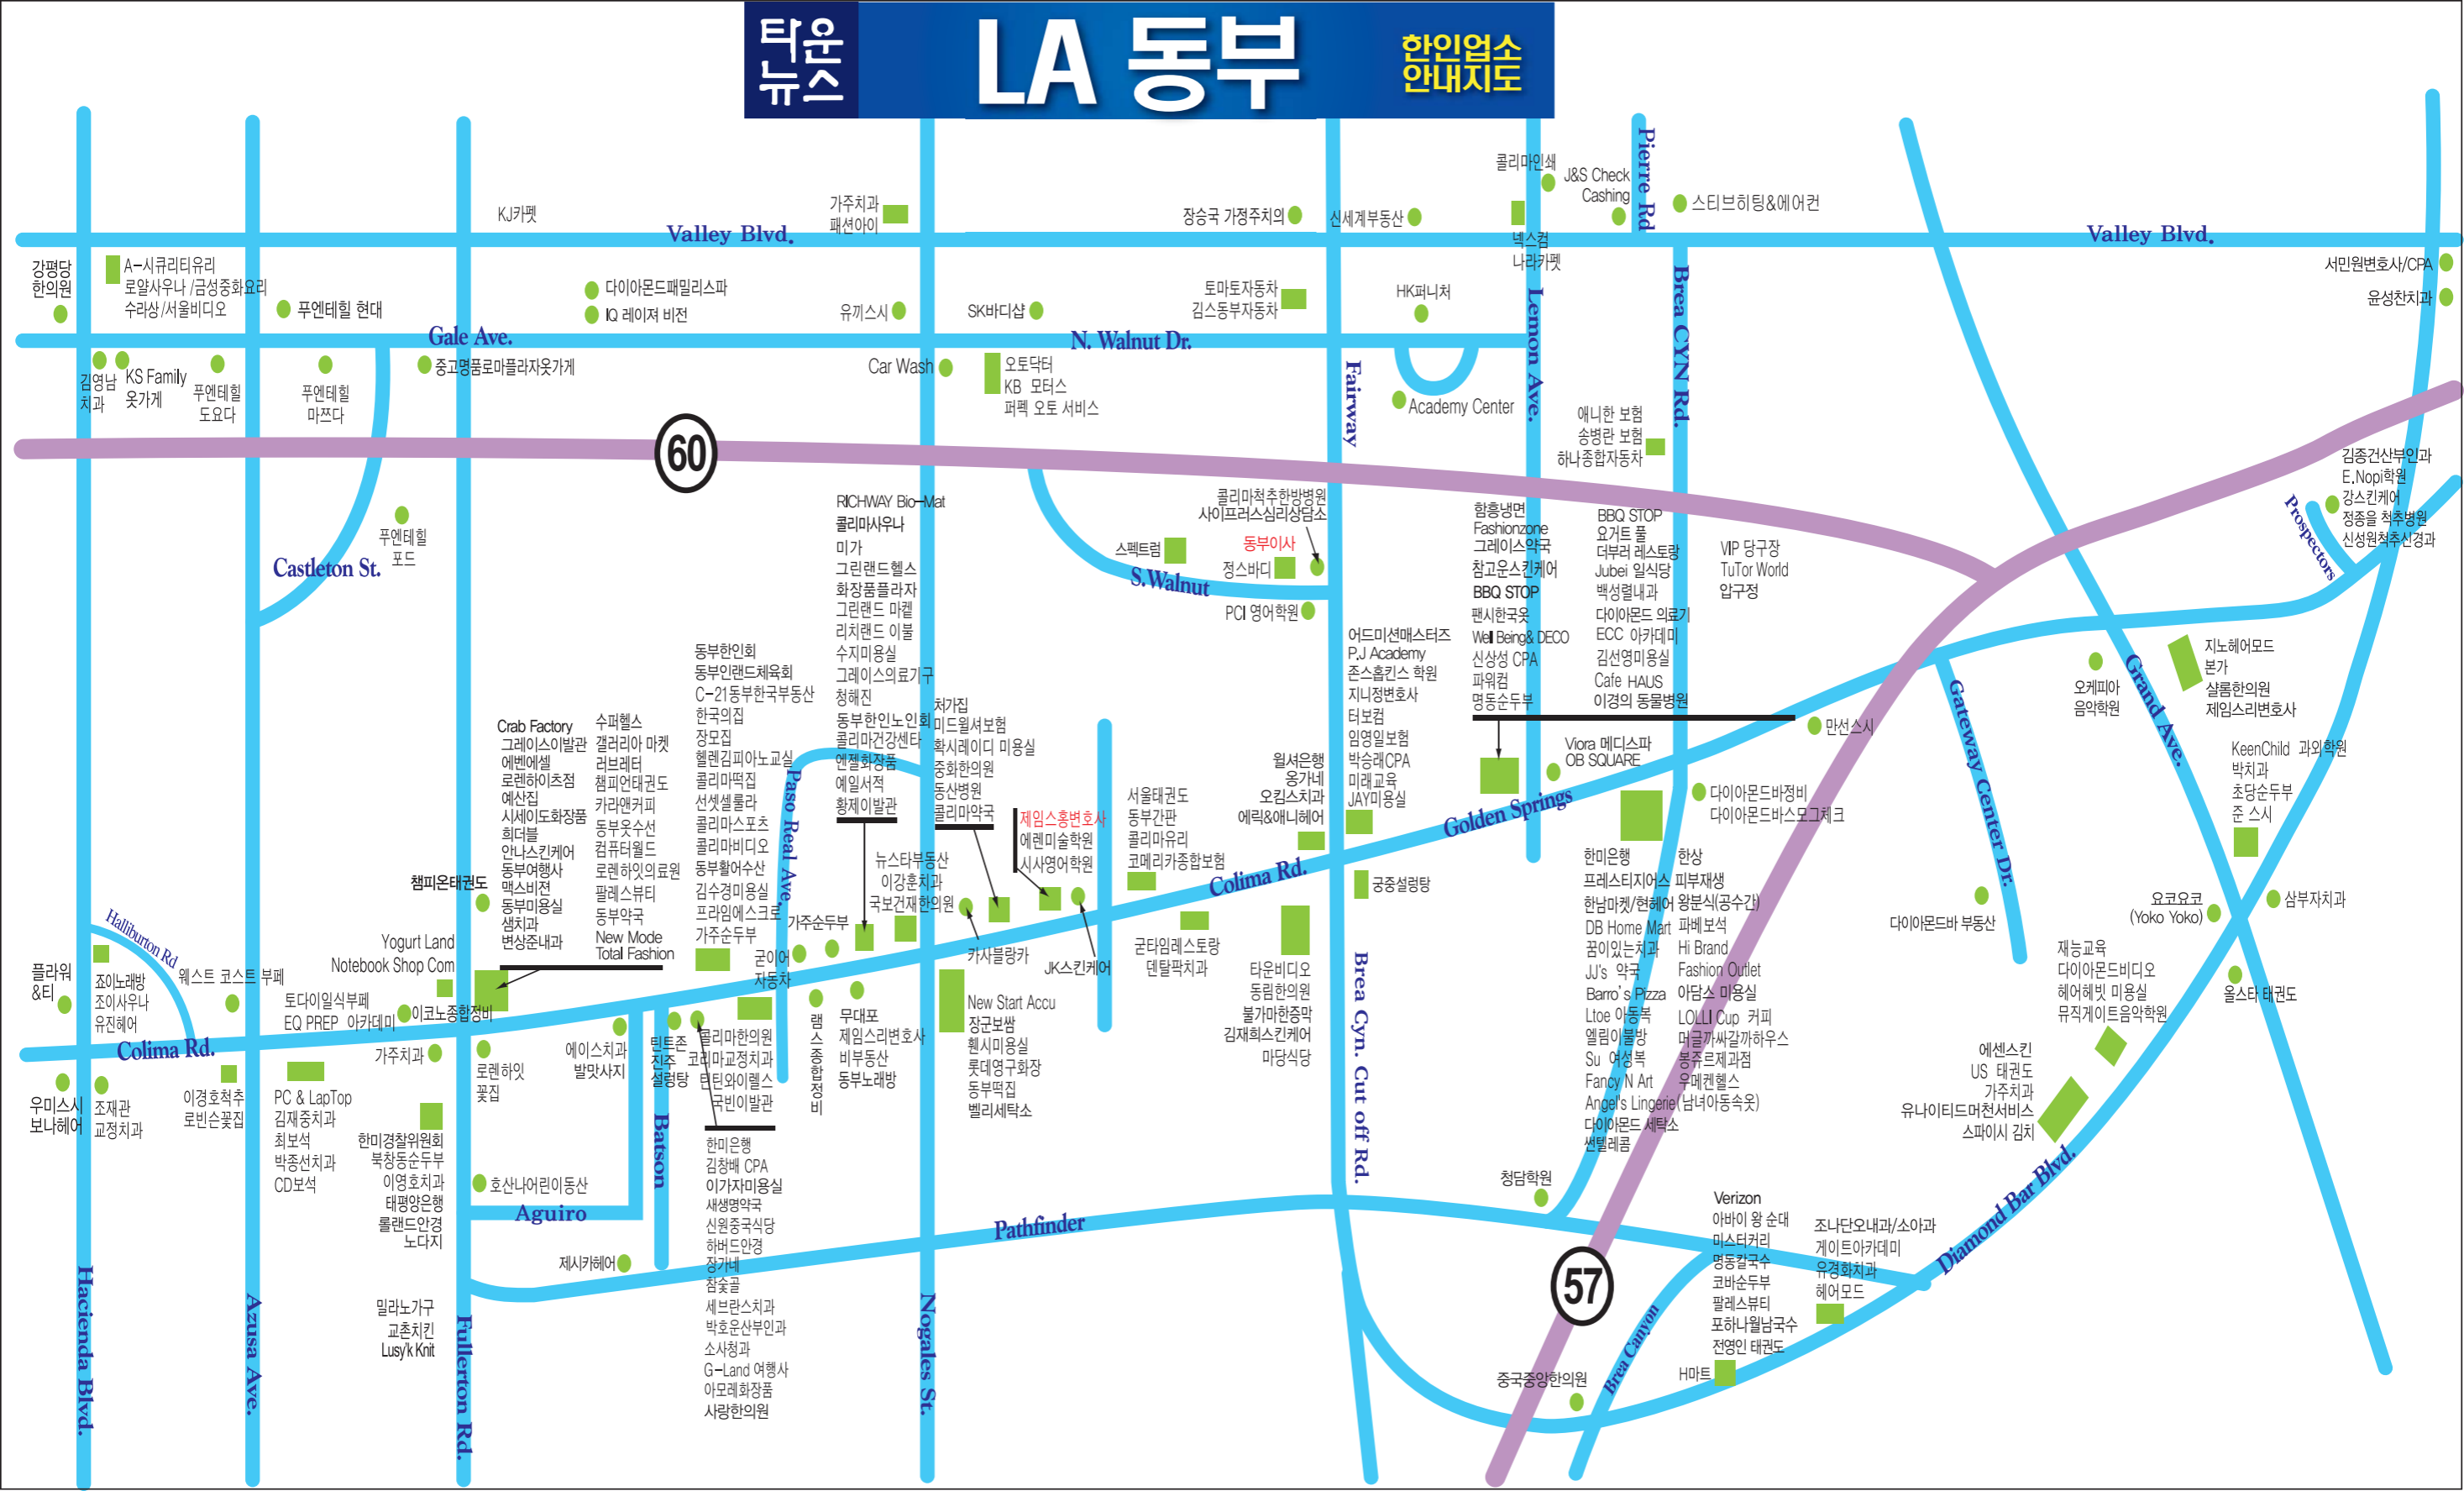 타운
뉴스
LA 동부
한인업소
안내지도
콜리마인쇄
J&S Check
Cashing
Pierre Rd
스티브히팅&에어컨
KJ카펫
가주치과
패션아이
장승국 가정주치의
신세계부동산
Valley Blvd.
Valley Blvd.
넥스컴
나라카펫
강평당
한의원
A-시큐리티유리
로얄사우나 /금성중화요리
수라상/서울비디오
푸엔테힐 현대
다이아몬드패밀리스파
IQ 레이져 비전
유끼스시
SK바디샵
토마토자동차
김스동부자동차
HK퍼니처
Lemon Ave.
Brea CYN Rd.
서민원변호사/CPA
윤성찬치과
Gale Ave.
N. Walnut Dr.
김영남
치과
KS Family
옷가게
푸엔테힐
도요다
푸엔테힐
마쯔다
중고명품로마플라자옷가게
Car Wash
오토닥터
KB 모터스
퍼펙 오토 서비스
Fairway
Academy Center
애니한 보험
송병란 보험
하나종합자동차
60
푸엔테힐
포드
Castleton St.
RICHWAY Bio-Mat
콜리마사우나
미가
그린랜드헬스
화장품플라자
그린랜드 마켙
리치랜드 이불
수지미용실
그레이스의료기구
청해진
동부한인노인회
콜리마건강센타
엔젤화장품
예일서적
황제이발관
콜리마척추한방병원
사이프러스심리상담소
스펙트럼
동부이사
정스바디
S.Walnut
PCI 영어학원
함흥냉면
Fashionzone
그레이스약국
참고운스킨케어
BBQ STOP
팬시한국옷
Well Being& DECO
신상성 CPA
파워컴
명동순두부
BBQ STOP
요거트 풀
더부러 레스토랑
Jubei 일식당
백성렬내과
다이아몬드 의료기
ECC 아카데미
김선영미용실
Cafe HAUS
이경의 동물병원
VIP 당구장
TuTor World
압구정
김종건산부인과
E.Nopi학원
강스킨케어
정종을 척추병원
신성원척추신경과
Prospectors
어드미션매스터즈
P.J Academy
존스홉킨스 학원
지니정변호사
터보컴
임영일보험
박승래CPA
미래교육
JAY미용실
동부한인회
동부인랜드체육회
C-21동부한국부동산
한국의집
장모집
헬렌김피아노교실
콜리마떡집
선셋셀룰라
콜리마스포츠
콜리마비디오
동부활어수산
김수경미용실
프라임에스크로
가주순두부
Crab Factory
그레이스이발관
에벤에셀
로렌하이츠점
예산집
시세이도화장품
희더블
안나스킨케어
동부여행사
맥스비젼
동부미용실
샘치과
변상준내과
수퍼헬스
갤러리아 마켓
러브레터
챔피언태권도
카라앤커피
동부옷수선
컴퓨터월드
로렌하잇의료원
팔레스뷰티
동부약국
New Mode
Total Fashion
처가집
미드윌셔보험
확시레이디 미용실
중화한의원
동산병원
콜리마약국
Paso Real Ave.
제임스홍변호사
에렌미술학원
시사영어학원
서울태권도
동부간판
콜리마유리
코메리카종합보험
윌셔은행
옹가네
오킴스치과
에릭&애니헤어
만선스시
Viora 메디스파
OB SQUARE
Golden Springs
다이아몬드바정비
다이아몬드바스모그체크
오케피아
음악학원
지노헤어모드
본가
샬롬한의원
제임스리변호사
Gateway Center Dr.
Grand Ave.
KeenChild 과외학원
박치과
초당순두부
준 스시
챔피온태권도
뉴스타부동산
이강훈치과
국보건재한의원
Colima Rd.
궁중설렁탕
한미은행
프레스티지어스 피부재생
한남마켓/현헤어
DB Home Mart
꿈이있는치과
JJ's 약국
Barro's Pizza
Ltoe 아동복
엘림이불방
Su 여성복
Fancy N Art
Angel's Lingerie(남녀아동속옷)
다이아몬드 세탁소
썬텔레콤
한상
왕분식(공수간)
파베보석
Hi Brand
Fashion Outlet
아담스 미용실
LOLLI Cup 커피
머글까싸갈까하우스
봉쥬르제과점
우메켄헬스
다이아몬드바 부동산
요코요코
(Yoko Yoko)
삼부자치과
Halliburton Rd
플라워
&티
죠이노래방
조이사우나
유진헤어
웨스트 코스트 부페
Yogurt Land
Notebook Shop Com
토다이일식부페
EQ PREP 아카데미
이코노종합정비
가주순두부
굳이어
자동차
카사블랑카
JK스킨케어
군타임레스토랑
덴탈팍치과
타운비디오
동림한의원
불가마한증막
김재희스킨케어
마당식당
Brea Cyn. Cut off Rd.
재능교육
다이아몬드비디오
헤어헤빗 미용실
뮤직게이트음악학원
올스타 태권도
Colima Rd.
우미스시
보나헤어
조재관
교정치과
이경호척추
로빈슨꽃집
PC & LapTop
김재중치과
최보석
박종선치과
CD보석
가주치과
로렌하잇
꽃집
에이스치과
발맛사지
틴트존
진주
설렁탕
콜리마한의원
코리마교정치과
틴틴와이렐스
국빈이발관
램스종합정비
무대포
제임스리변호사
비부동산
동부노래방
New Start Accu
장군보쌈
휀시미용실
롯데영구화장
동부떡집
벨리세탁소
에센스킨
US 태권도
가주치과
유나이티드머천서비스
스파이시 김치
한미경찰위원회
북창동순두부
이영호치과
태평양은행
롤랜드안경
노다지
호산나어린이동산
Aguiro
Batson
제시카헤어
한미은행
김창배 CPA
이가자미용실
새생명약국
신원중국식당
하버드안경
장가네
참숯골
세브란스치과
박호운산부인과
소사청과
G-Land 여행사
아모레화장품
사랑한의원
Pathfinder
청담학원
Verizon
아바이 왕 순대
미스터커리
명동칼국수
코바순두부
팔레스뷰티
포하나월남국수
전영인 태권도
H마트
조나단오내과/소아과
게이트아카데미
유경화치과
헤어모드
Diamond Bar Blvd.
57
Brea Canyon
중국중앙한의원
밀라노가구
교촌치킨
Lusy'k Knit
Hacienda Blvd.
Azusa Ave.
Fullerton Rd.
Nogales St.